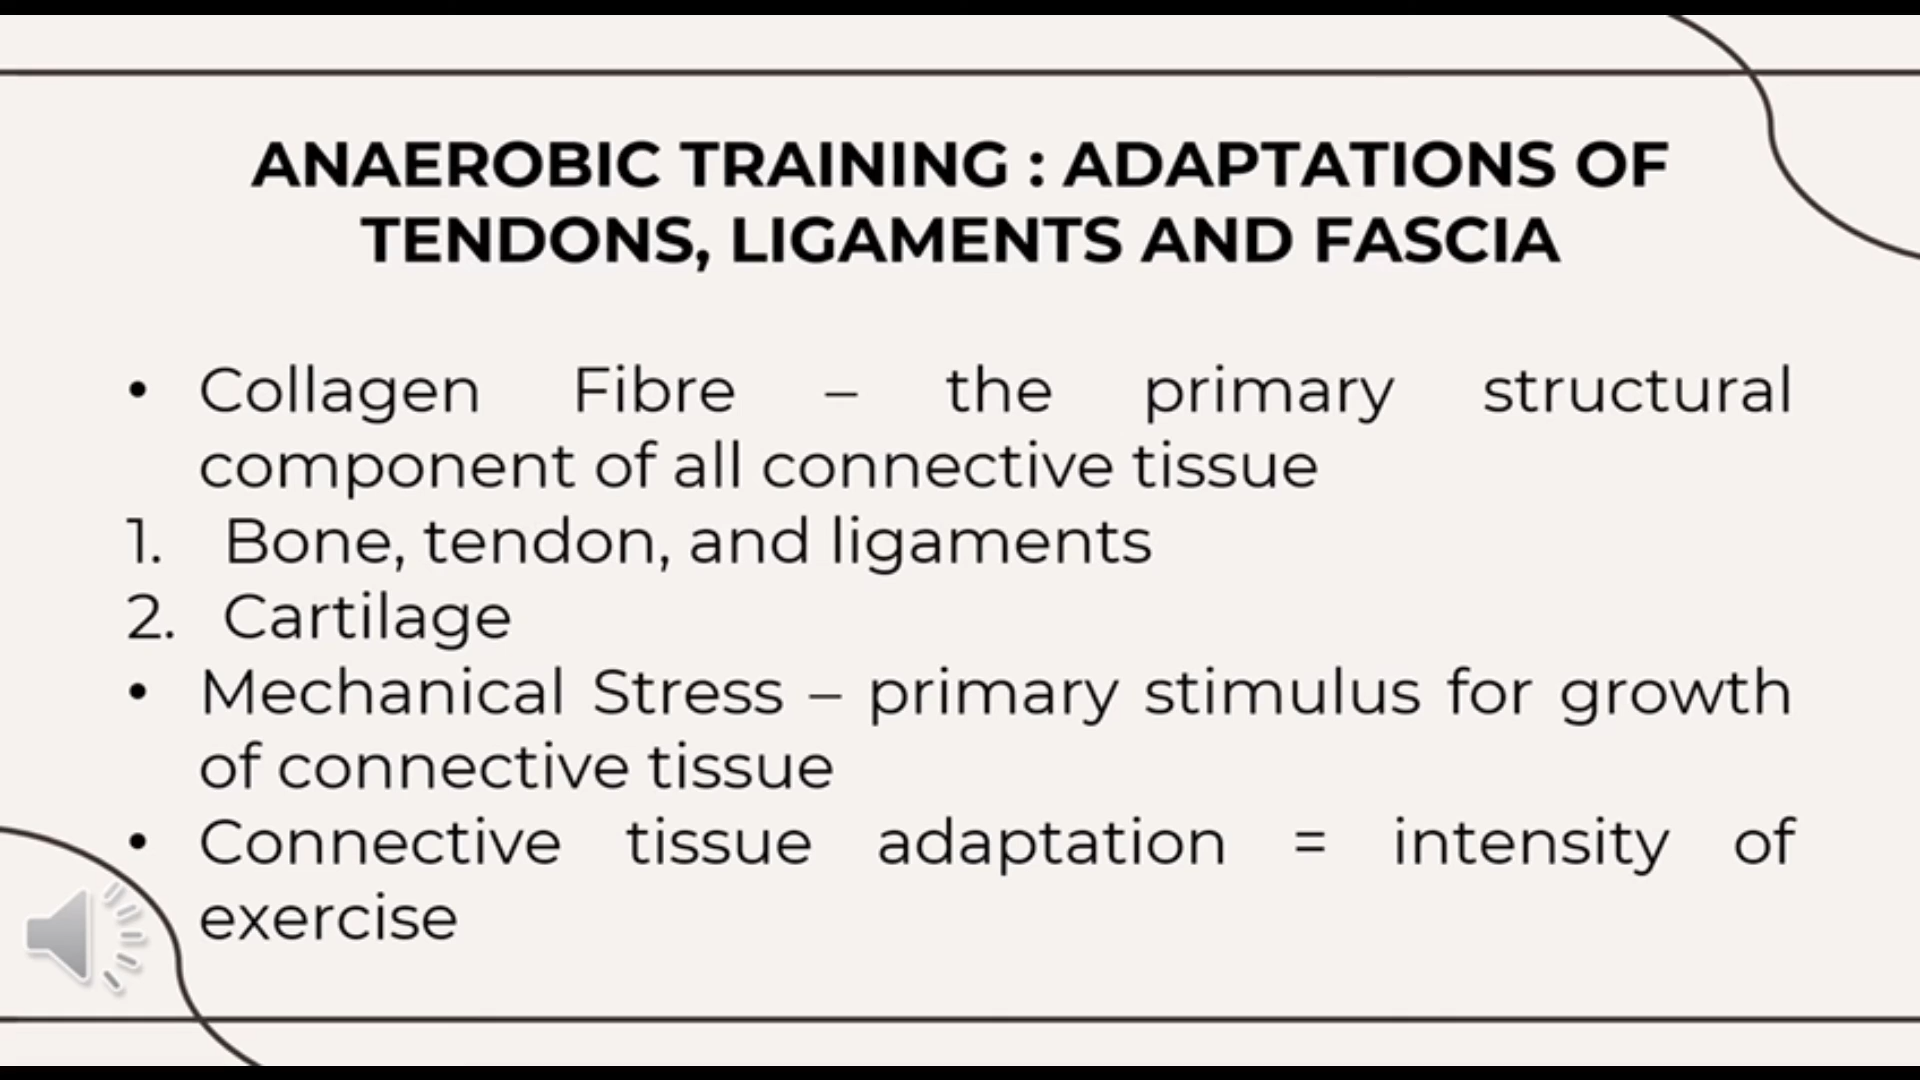 ANAEROBIC TRAINING : ADAPTATIONS OF
TENDONS, LIGAMENTS AND FASCIA
• Collagen Fibre – the primary structural
component of all connective tissue
1. Bone, tendon, and ligaments
2. Cartilage
• Mechanical Stress – primary stimulus for growth
of connective tissue
• Connective tissue adaptation = intensity of
exercise